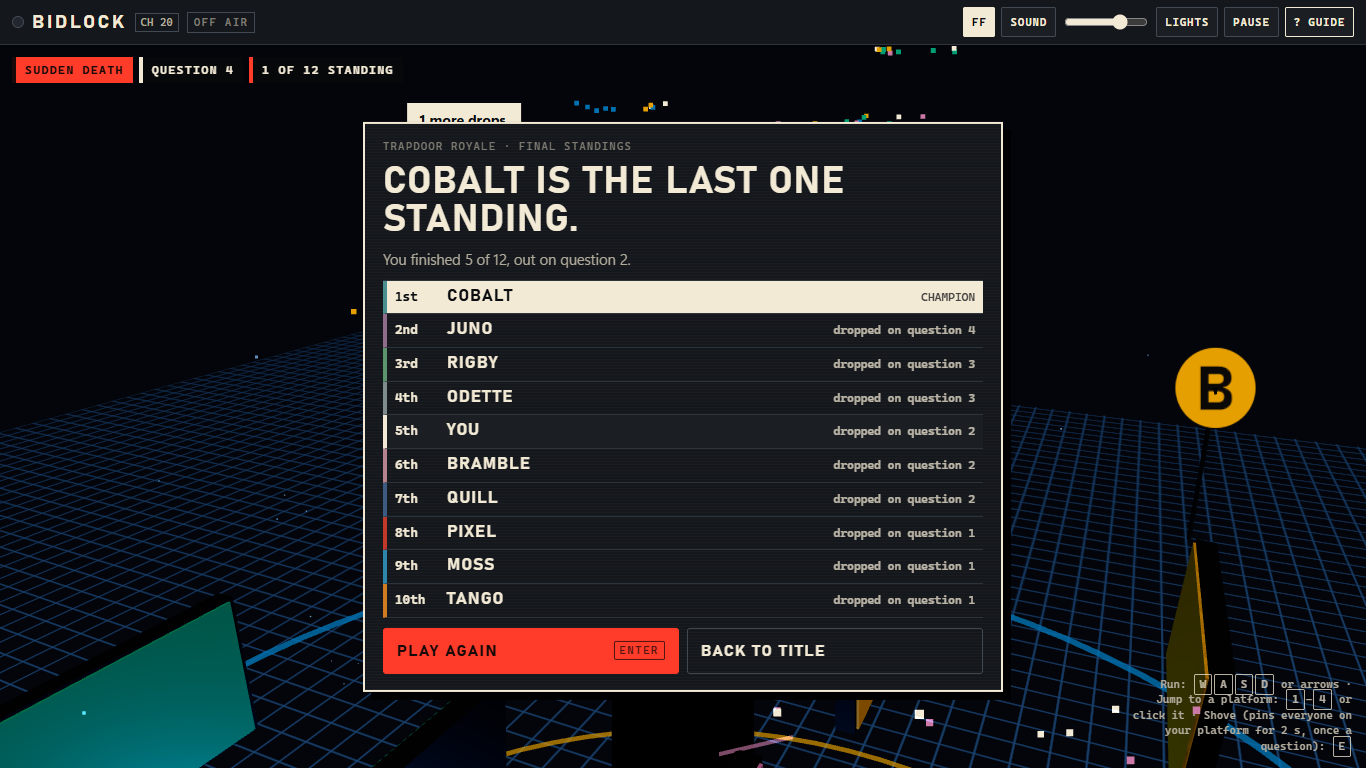 BIDLOCK CH 20 OFF AIR FF SOUND LIGHTS PAUSE ? GUIDE
SUDDEN DEATH QUESTION 4 1 OF 12 STANDING
1 more drops
TRAPDOOR ROYALE · FINAL STANDINGS
COBALT IS THE LAST ONE
STANDING.
You finished 5 of 12, out on question 2.
1st COBALT CHAMPION
2nd JUNO dropped on question 4
3rd RIGBY dropped on question 3
4th ODETTE dropped on question 3
5th YOU dropped on question 2
6th BRAMBLE dropped on question 2
7th QUILL dropped on question 2
8th PIXEL dropped on question 1
9th MOSS dropped on question 1
10th TANGO dropped on question 1
PLAY AGAIN ENTER BACK TO TITLE
B
Run: W A S D or arrows ·
Jump to a platform: 1 - 4 or
click it · Shove (pins everyone on
your platform for 2 s, once a
question): E